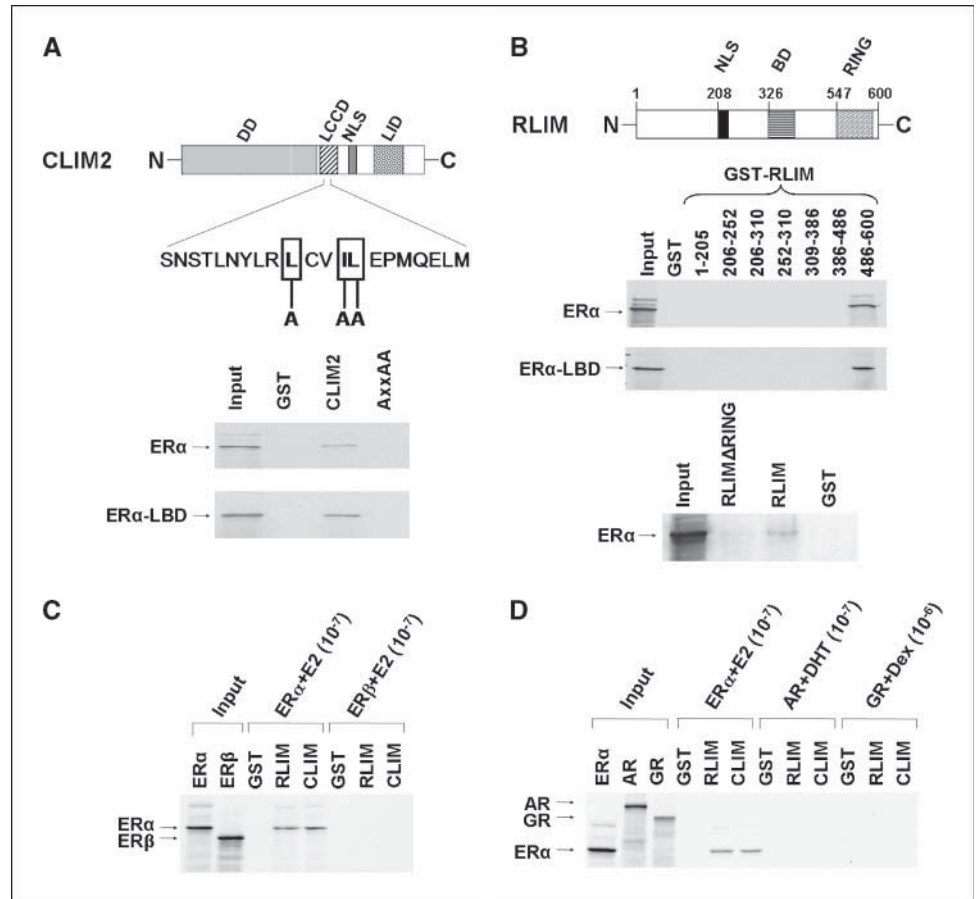 A
DD
LCCD
NLS
LID
CLIM2
N
C
SNSTLNYLR L CV IL EPMQELM
A AA
Input
GST
CLIM2
AxxAA
ERα
ERα-LBD
B
NLS
BD
RING
1 208 326 547 600
RLIM
N
C
GST-RLIM
Input
GST
1-205
206-252
206-310
252-310
309-386
386-486
486-600
ERα
ERα-LBD
Input
RLIMΔRING
RLIM
GST
ERα
C
Input
ERα+E2 (10⁻⁷)
ERβ+E2 (10⁻⁷)
ERα
ERβ
GST
RLIM
CLIM
GST
RLIM
CLIM
ERα
ERβ
D
Input
ERα+E2 (10⁻⁷)
AR+DHT (10⁻⁷)
GR+Dex (10⁻⁶)
ERα
AR
GR
GST
RLIM
CLIM
GST
RLIM
CLIM
GST
RLIM
CLIM
AR
GR
ERα